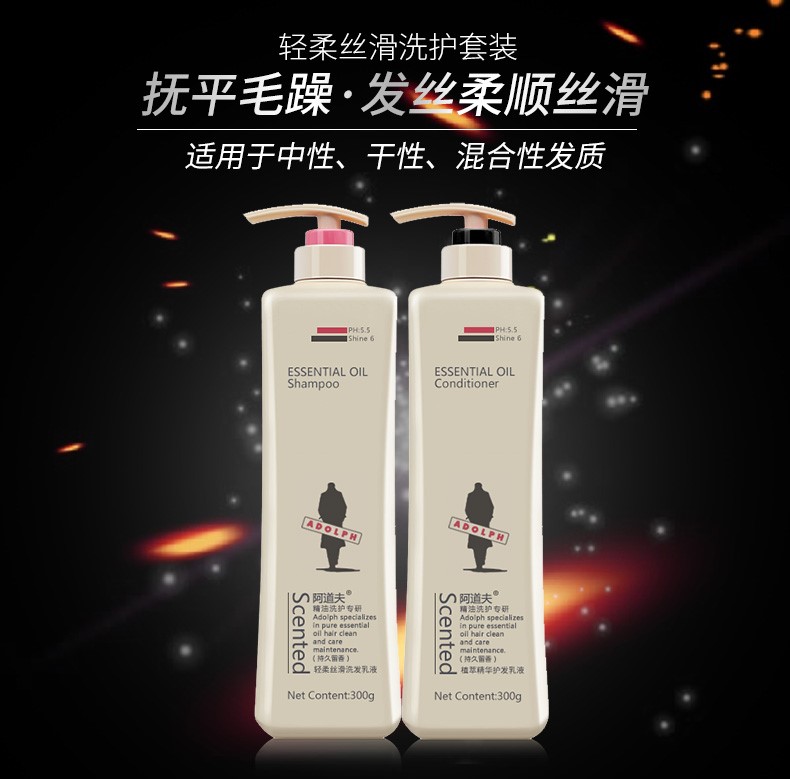 轻柔丝滑洗护套装
抚平毛躁·发丝柔顺丝滑
适用于中性、干性、混合性发质
PH:5.5
Shine 6
ESSENTIAL OIL
Shampoo
ADOLPH
Scented
阿道夫®
精油洗护专研
Adolph specializes
in pure essential
oil hair clean
and care
maintenance.
(持久留香)
轻柔丝滑洗发乳液
Net Content:300g
PH:5.5
Shine 6
ESSENTIAL OIL
Conditioner
ADOLPH
Scented
阿道夫®
精油洗护专研
Adolph specializes
in pure essential
oil hair clean
and care
maintenance.
(持久留香)
植萃精华护发乳液
Net Content:300g